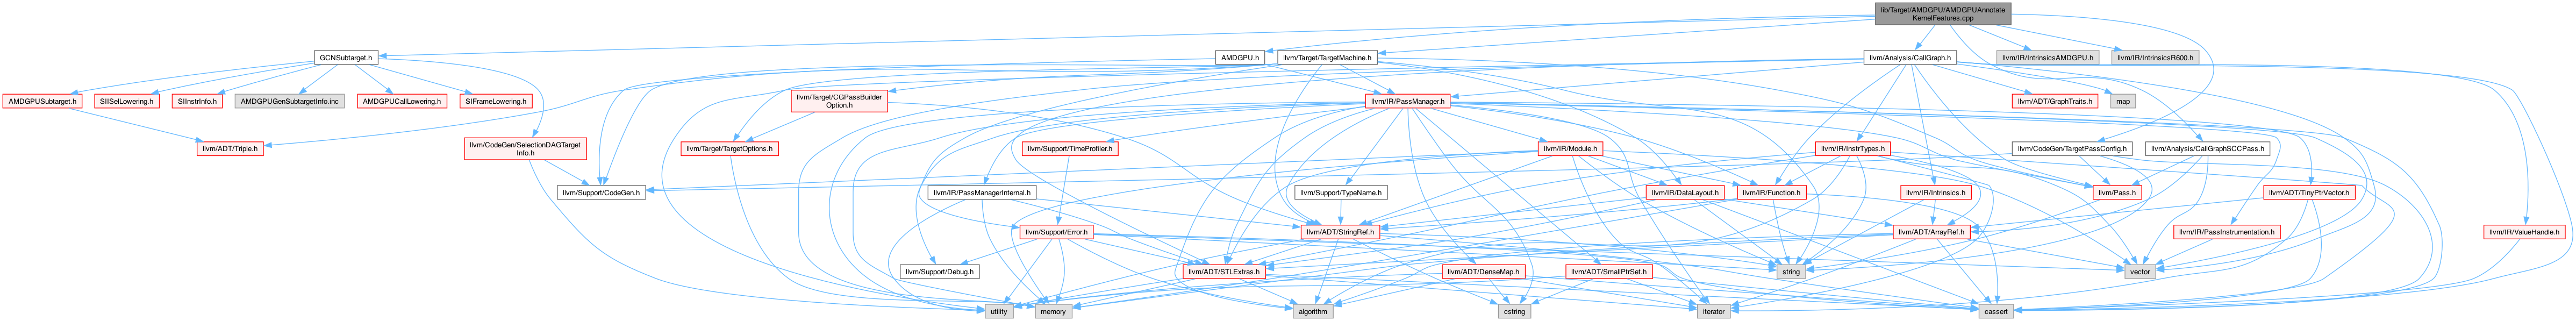 lib/Target/AMDGPU/AMDGPUAnnotate
KernelFeatures.cpp
GCNSubtarget.h
AMDGPU.h
llvm/Target/TargetMachine.h
llvm/Analysis/CallGraph.h
llvm/IR/IntrinsicsAMDGPU.h
llvm/IR/IntrinsicsR600.h
AMDGPUSubtarget.h
SIISelLowering.h
SIInstrInfo.h
AMDGPUGenSubtargetInfo.inc
AMDGPUCallLowering.h
SIFrameLowering.h
llvm/Target/CGPassBuilder
Option.h
llvm/IR/PassManager.h
llvm/ADT/GraphTraits.h
map
llvm/ADT/Triple.h
llvm/CodeGen/SelectionDAGTarget
Info.h
llvm/Target/TargetOptions.h
llvm/Support/TimeProfiler.h
llvm/IR/Module.h
llvm/IR/InstrTypes.h
llvm/CodeGen/TargetPassConfig.h
llvm/Analysis/CallGraphSCCPass.h
llvm/Support/CodeGen.h
llvm/IR/PassManagerInternal.h
llvm/Support/TypeName.h
llvm/IR/DataLayout.h
llvm/IR/Function.h
llvm/IR/Intrinsics.h
llvm/Pass.h
llvm/ADT/TinyPtrVector.h
llvm/Support/Error.h
llvm/ADT/StringRef.h
llvm/ADT/ArrayRef.h
llvm/IR/PassInstrumentation.h
llvm/IR/ValueHandle.h
llvm/Support/Debug.h
llvm/ADT/STLExtras.h
llvm/ADT/DenseMap.h
llvm/ADT/SmallPtrSet.h
string
vector
utility
memory
algorithm
cstring
iterator
cassert